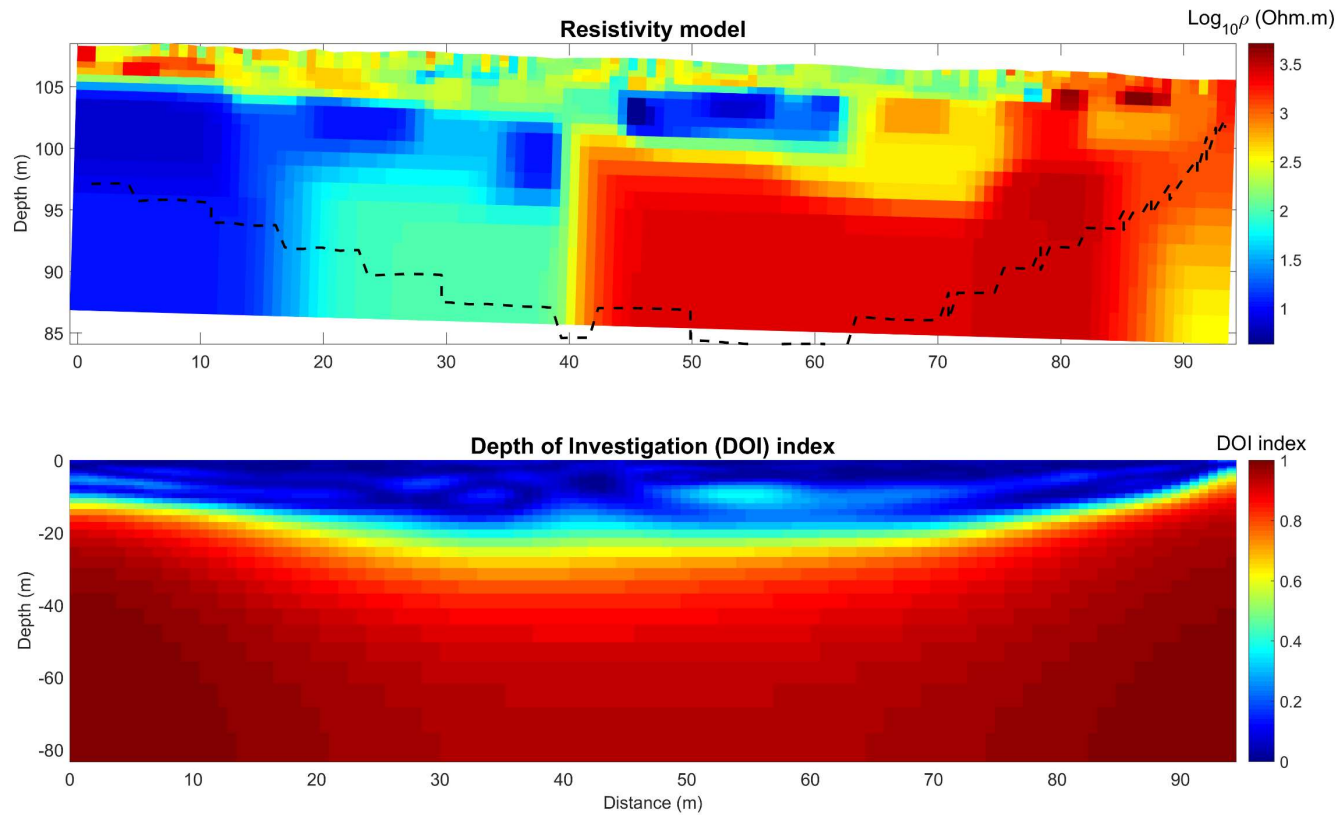 Resistivity model
Log10ρ (Ohm.m)
Depth (m)
105
100
95
90
85
0 10 20 30 40 50 60 70 80 90
3.5
3
2.5
2
1.5
1
Depth of Investigation (DOI) index
DOI index
Depth (m)
0
-20
-40
-60
-80
0 10 20 30 40 50 60 70 80 90
Distance (m)
1
0.8
0.6
0.4
0.2
0